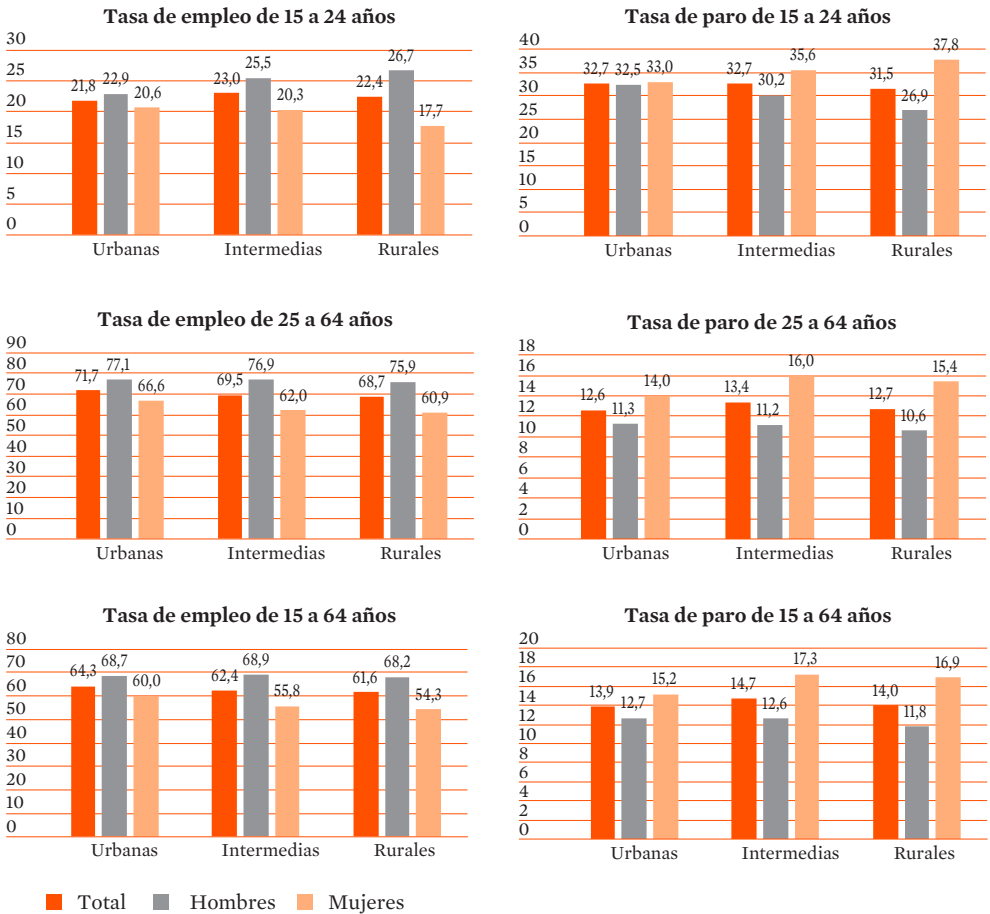 Tasa de empleo de 15 a 24 años
30
25
20
15
10
5
0
21,8 22,9 20,6
23,0 25,5 20,3
22,4 26,7 17,7
Urbanas Intermedias Rurales
Tasa de paro de 15 a 24 años
40
35
30
25
20
15
10
5
0
32,7 32,5 33,0
32,7 30,2 35,6
31,5 26,9 37,8
Urbanas Intermedias Rurales
Tasa de empleo de 25 a 64 años
90
80
70
60
50
40
30
20
10
0
71,7 77,1 66,6
69,5 76,9 62,0
68,7 75,9 60,9
Urbanas Intermedias Rurales
Tasa de paro de 25 a 64 años
18
16
14
12
10
8
6
4
2
0
12,6 11,3 14,0
13,4 11,2 16,0
12,7 10,6 15,4
Urbanas Intermedias Rurales
Tasa de empleo de 15 a 64 años
80
70
60
50
40
30
20
10
0
64,3 68,7 60,0
62,4 68,9 55,8
61,6 68,2 54,3
Urbanas Intermedias Rurales
Tasa de paro de 15 a 64 años
20
18
16
14
12
10
8
6
4
2
0
13,9 12,7 15,2
14,7 12,6 17,3
14,0 11,8 16,9
Urbanas Intermedias Rurales
Total Hombres Mujeres